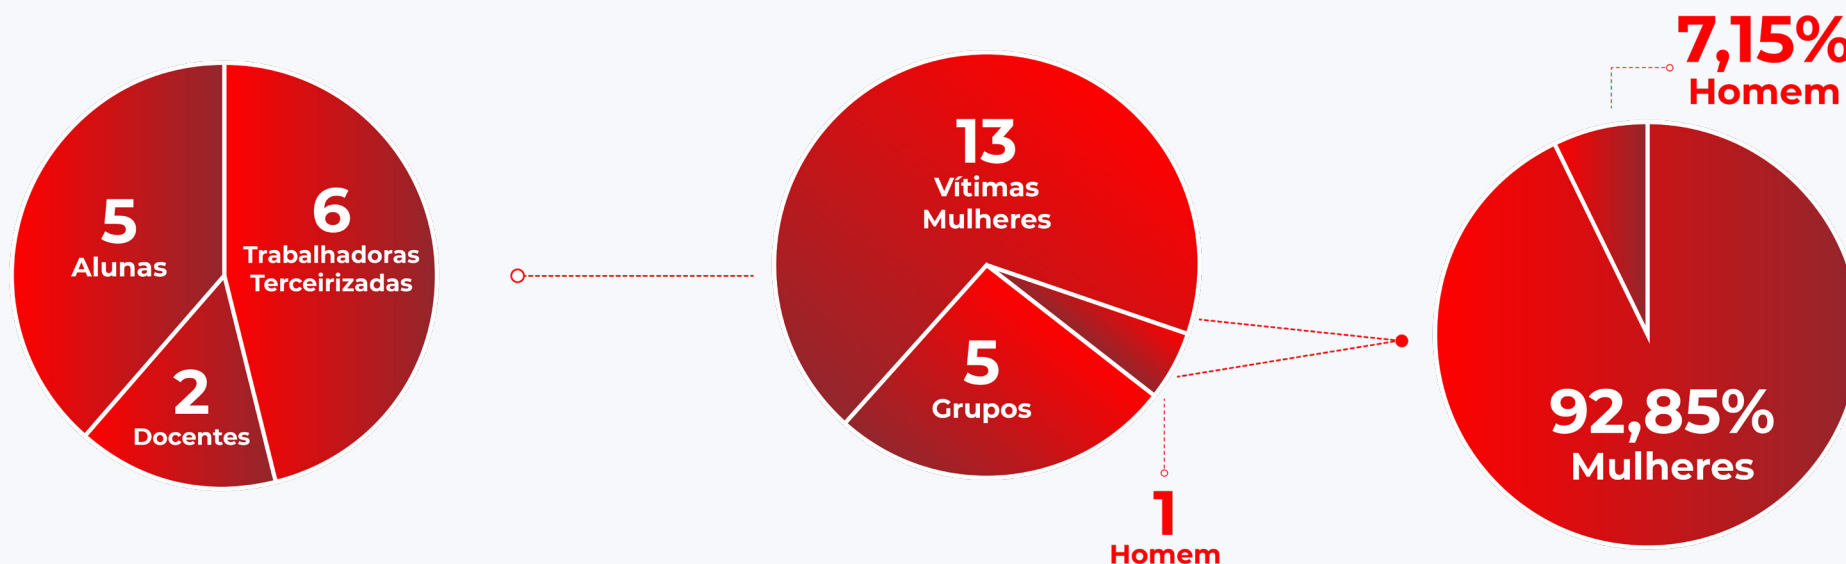 5
Alunas
6
Trabalhadoras
Terceirizadas
2
Docentes
13
Vítimas
Mulheres
5
Grupos
1
Homem
7,15%
Homem
92,85%
Mulheres